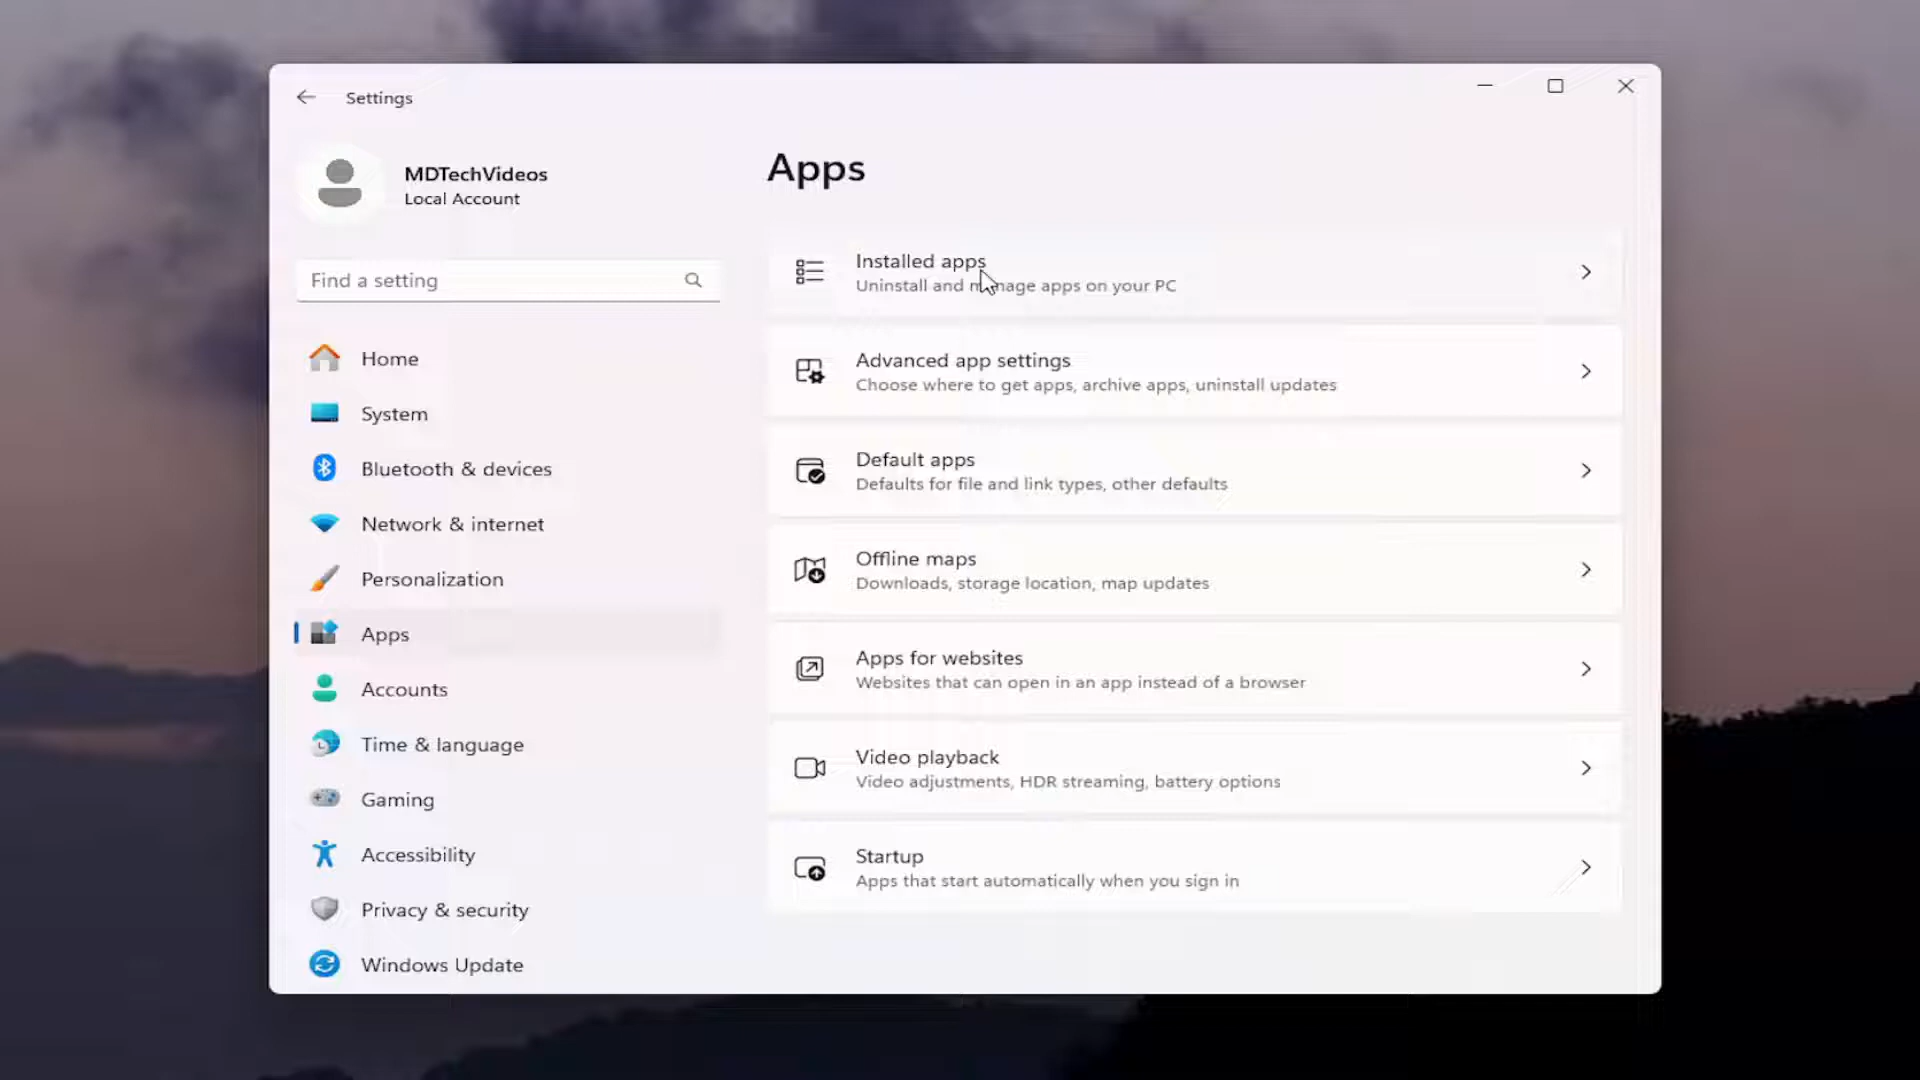 Settings
MDTechVideos
Local Account
Find a setting
Home
System
Bluetooth & devices
Network & internet
Personalization
Apps
Accounts
Time & language
Gaming
Accessibility
Privacy & security
Windows Update
Apps
Installed apps
Uninstall and manage apps on your PC
Advanced app settings
Choose where to get apps, archive apps, uninstall updates
Default apps
Defaults for file and link types, other defaults
Offline maps
Downloads, storage location, map updates
Apps for websites
Websites that can open in an app instead of a browser
Video playback
Video adjustments, HDR streaming, battery options
Startup
Apps that start automatically when you sign in